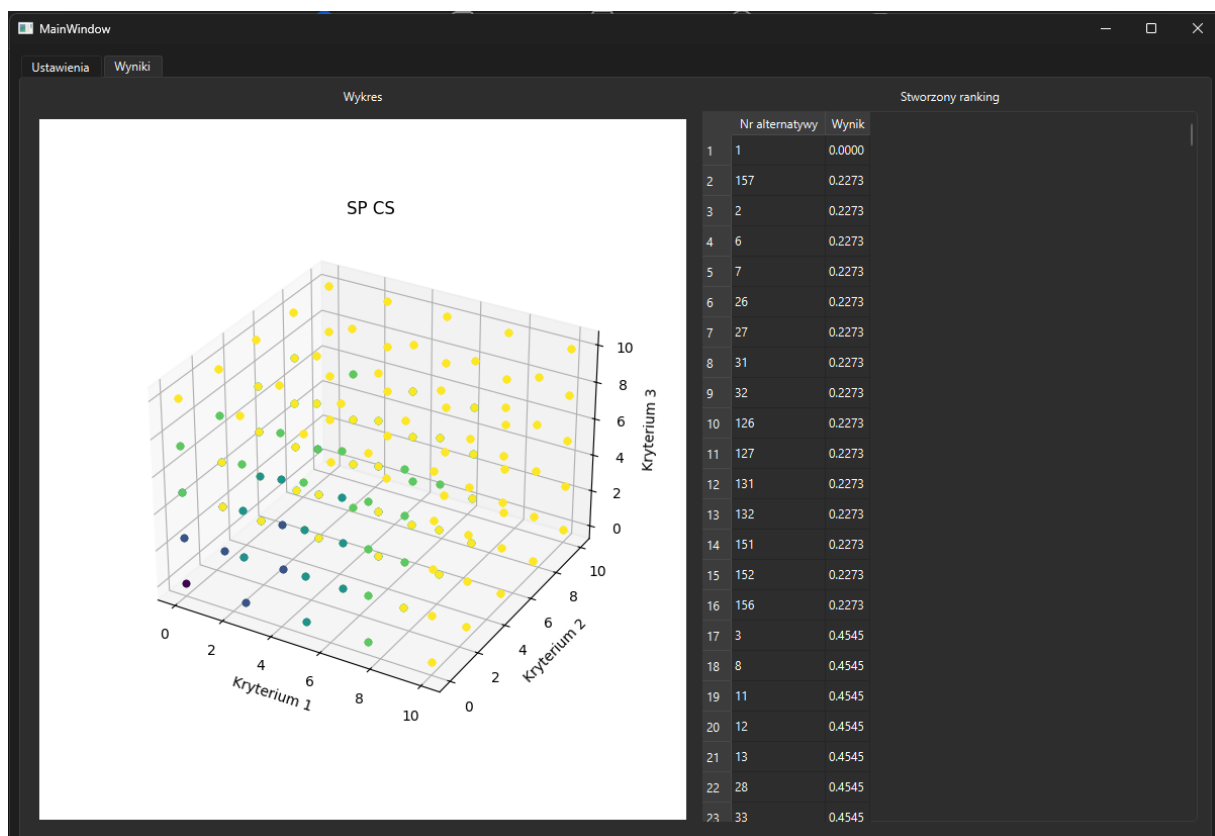 MainWindow
Ustawienia Wyniki
Wykres
SP CS
10
8
6
4
2
0
Kryterium 3
10
8
6
4
2
0
Kryterium 2
0
2
4
6
8
10
Kryterium 1
Stworzony ranking
Nr alternatywy Wynik
1 1 0.0000
2 157 0.2273
3 2 0.2273
4 6 0.2273
5 7 0.2273
6 26 0.2273
7 27 0.2273
8 31 0.2273
9 32 0.2273
10 126 0.2273
11 127 0.2273
12 131 0.2273
13 132 0.2273
14 151 0.2273
15 152 0.2273
16 156 0.2273
17 3 0.4545
18 8 0.4545
19 11 0.4545
20 12 0.4545
21 13 0.4545
22 28 0.4545
23 33 0.4545